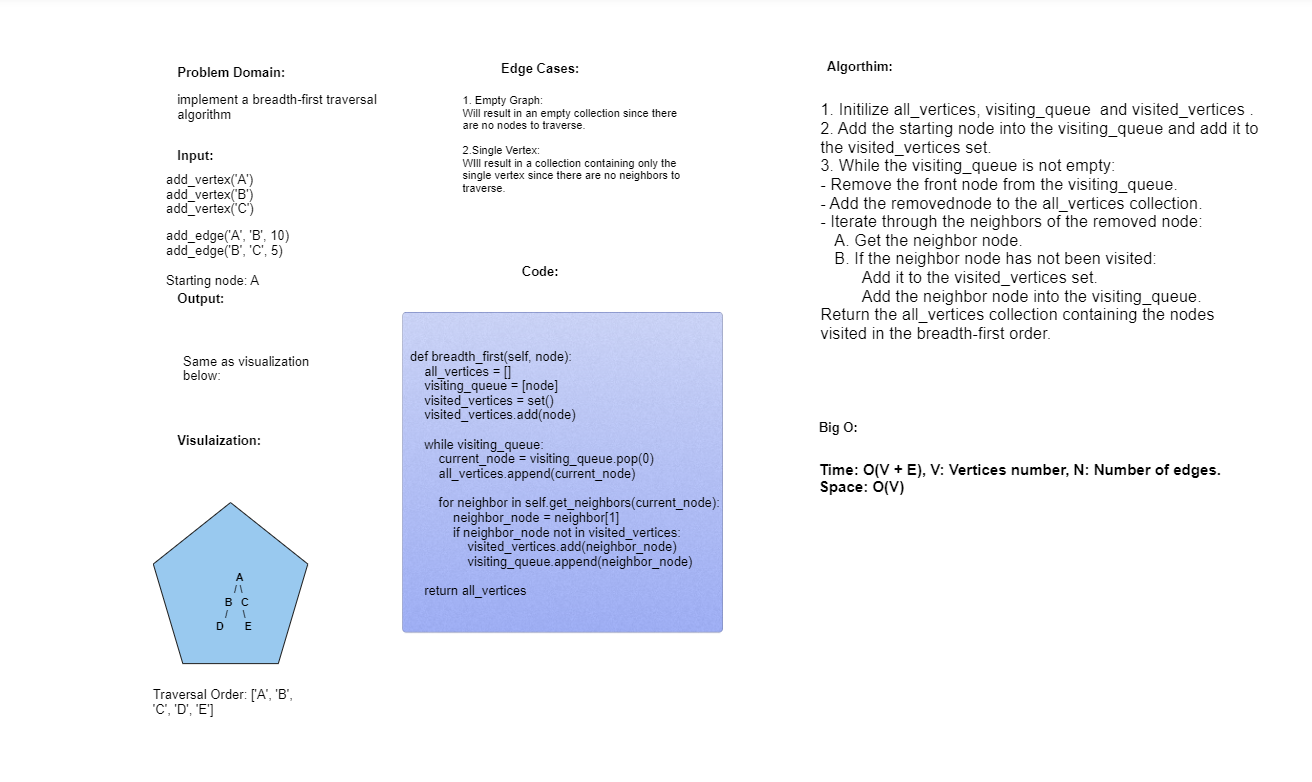 Problem Domain:
implement a breadth-first traversal
algorithm
Input:
add_vertex('A')
add_vertex('B')
add_vertex('C')
add_edge('A', 'B', 10)
add_edge('B', 'C', 5)
Starting node: A
Output:
Same as visualization
below:
Visulaization:
A
/\
B C
/ \
D E
Traversal Order: ['A', 'B',
'C', 'D', 'E']
Edge Cases:
1. Empty Graph:
Will result in an empty collection since there
are no nodes to traverse.
2.Single Vertex:
WIll result in a collection containing only the
single vertex since there are no neighbors to
traverse.
Code:
def breadth_first(self, node):
all_vertices = []
visiting_queue = [node]
visited_vertices = set()
visited_vertices.add(node)
while visiting_queue:
current_node = visiting_queue.pop(0)
all_vertices.append(current_node)
for neighbor in self.get_neighbors(current_node):
neighbor_node = neighbor[1]
if neighbor_node not in visited_vertices:
visited_vertices.add(neighbor_node)
visiting_queue.append(neighbor_node)
return all_vertices
Algorthim:
1. Initilize all_vertices, visiting_queue and visited_vertices .
2. Add the starting node into the visiting_queue and add it to
the visited_vertices set.
3. While the visiting_queue is not empty:
- Remove the front node from the visiting_queue.
- Add the removednode to the all_vertices collection.
- Iterate through the neighbors of the removed node:
A. Get the neighbor node.
B. If the neighbor node has not been visited:
Add it to the visited_vertices set.
Add the neighbor node into the visiting_queue.
Return the all_vertices collection containing the nodes
visited in the breadth-first order.
Big O:
Time: O(V + E), V: Vertices number, N: Number of edges.
Space: O(V)